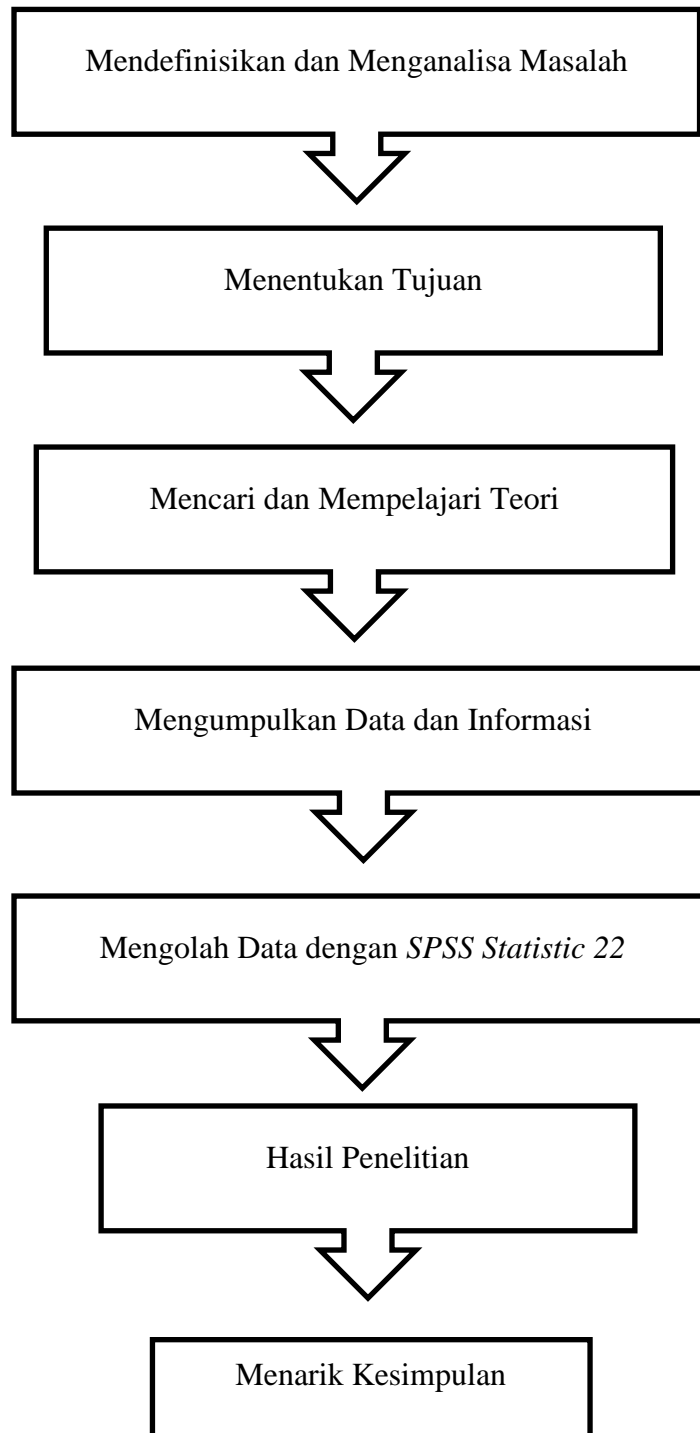 Mendefinisikan dan Menganalisa Masalah
Menentukan Tujuan
Mencari dan Mempelajari Teori
Mengumpulkan Data dan Informasi
Mengolah Data dengan SPSS Statistic 22
Hasil Penelitian
Menarik Kesimpulan